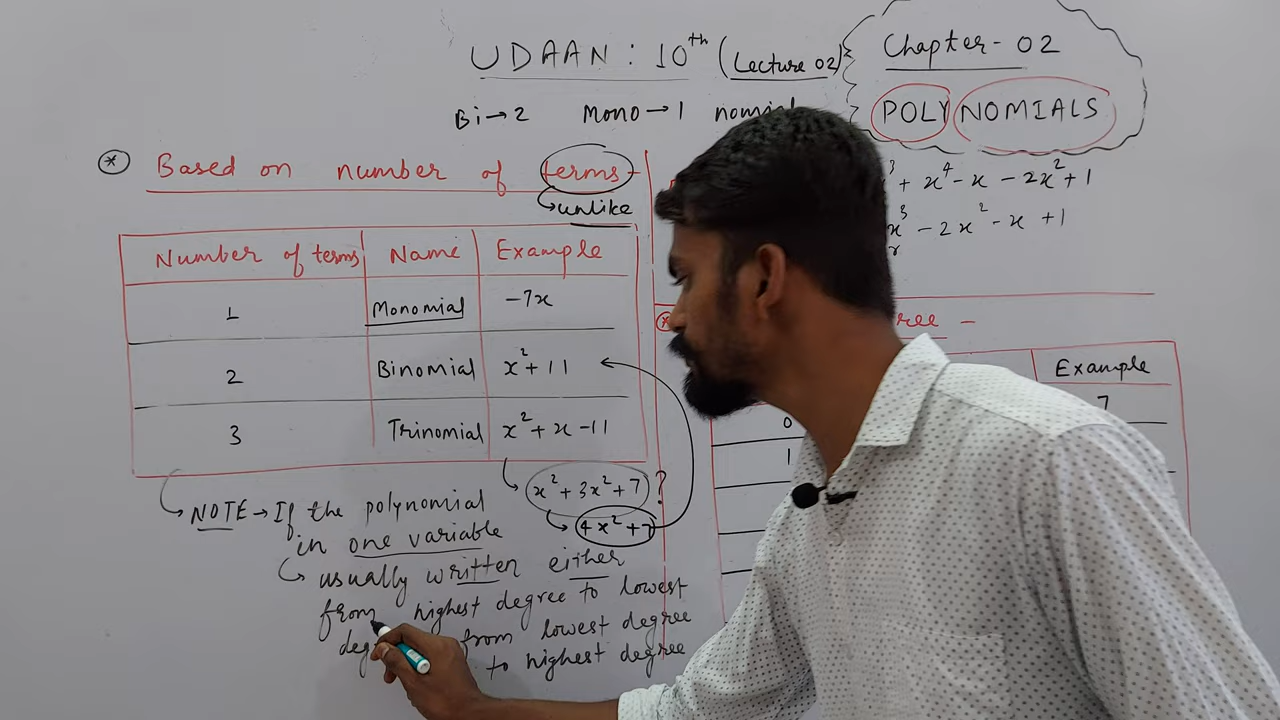 UDAAN : 10th (Lecture 02)
Chapter - 02
POLYNOMIALS
Bi → 2 Mono → 1
* Based on number of terms -
unlike
Number of terms Name Example
1 Monomial -7x
2 Binomial x² + 11
3 Trinomial x² + x - 11
x² + 3x² + 7 ?
4x² + 7
NOTE → If the polynomial
in one variable
usually written either
from highest degree to lowest
from lowest degree
to highest degree
+ x⁴ - x - 2x² + 1
x³ - 2x² - x + 1
Example
0 7
1